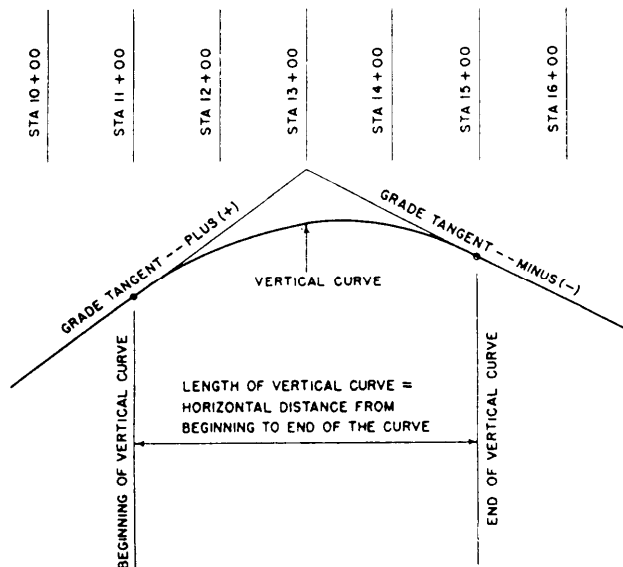 STA 10 + 00
STA 11 + 00
STA 12 + 00
STA 13 + 00
STA 14 + 00
STA 15 + 00
STA 16 + 00
GRADE TANGENT -- PLUS (+)
GRADE TANGENT -- MINUS (-)
VERTICAL CURVE
LENGTH OF VERTICAL CURVE =
HORIZONTAL DISTANCE FROM
BEGINNING TO END OF THE CURVE
BEGINNING OF VERTICAL CURVE
END OF VERTICAL CURVE